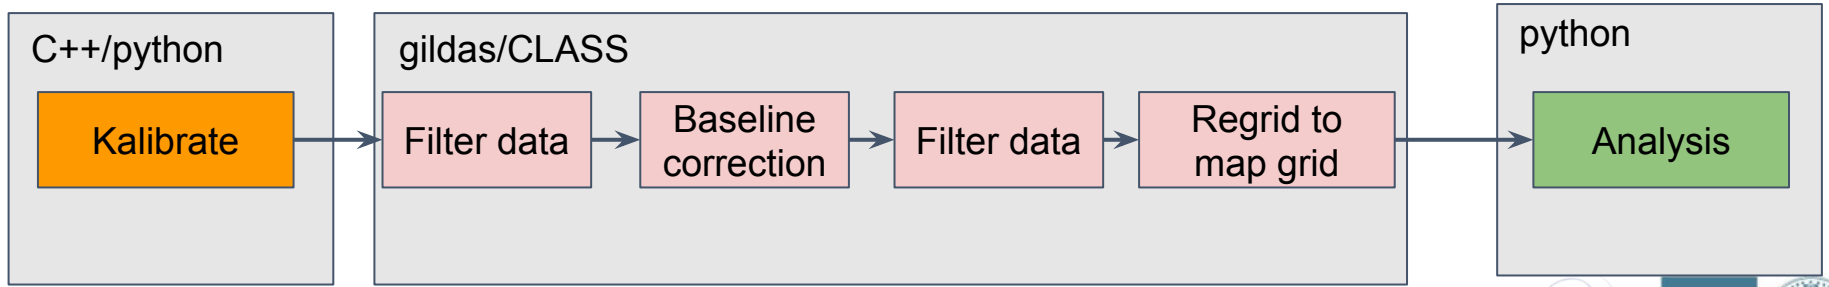 C++/python
Kalibrate
gildas/CLASS
Filter data
Baseline
correction
Filter data
Regrid to
map grid
python
Analysis